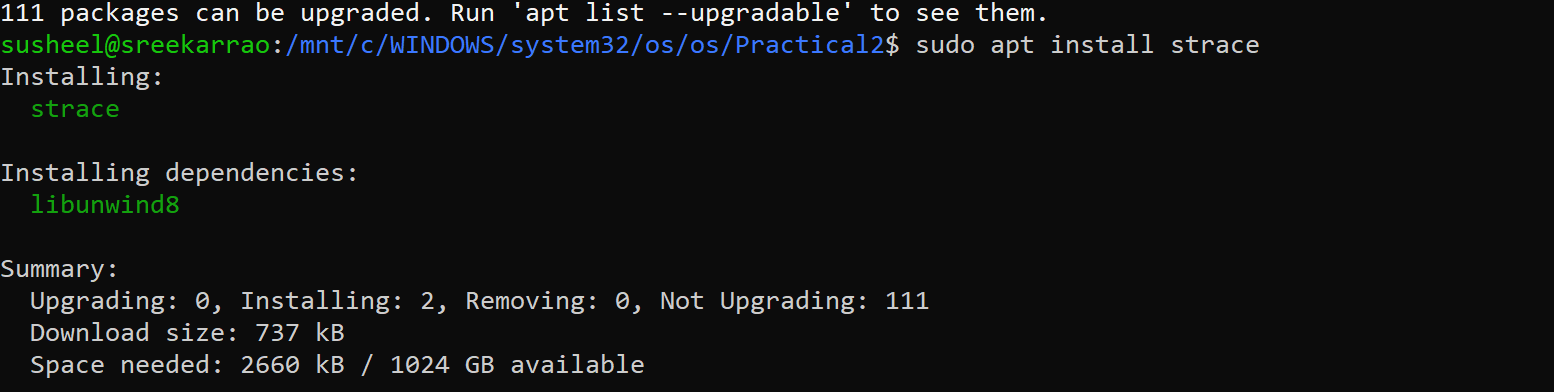 111 packages can be upgraded. Run 'apt list --upgradable' to see them.
susheel@sreekarrao:/mnt/c/WINDOWS/system32/os/os/Practical2$ sudo apt install strace
Installing:
  strace

Installing dependencies:
  libunwind8

Summary:
  Upgrading: 0, Installing: 2, Removing: 0, Not Upgrading: 111
  Download size: 737 kB
  Space needed: 2660 kB / 1024 GB available